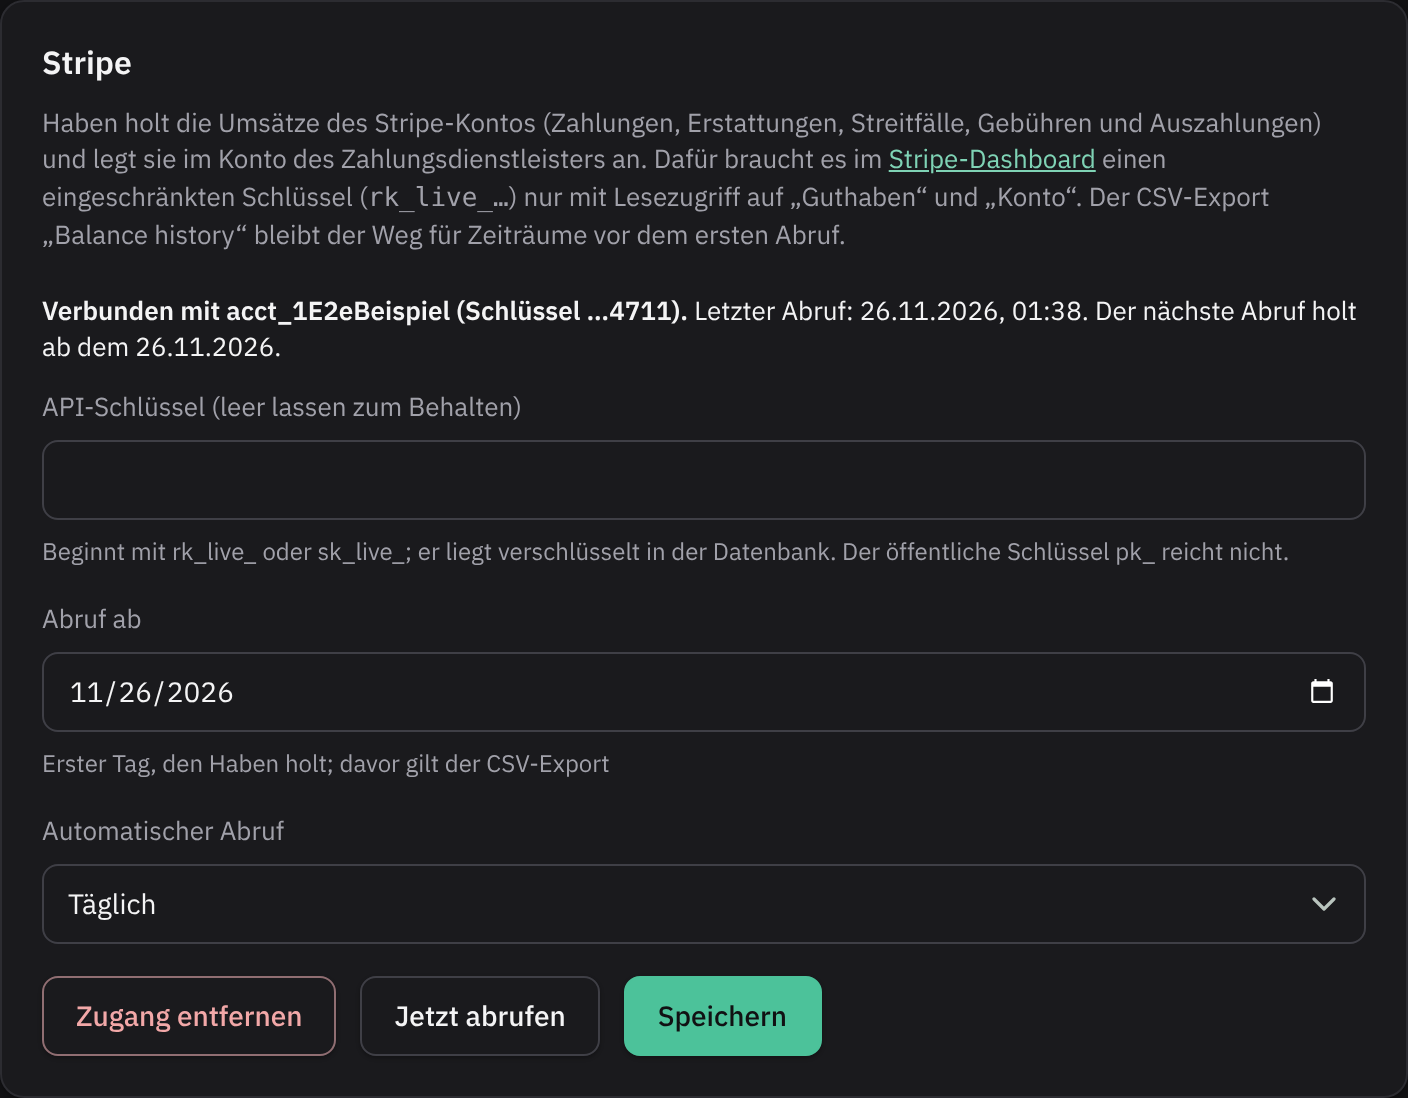 Stripe
Haben holt die Umsätze des Stripe-Kontos (Zahlungen, Erstattungen, Streitfälle, Gebühren und Auszahlungen)
und legt sie im Konto des Zahlungsdienstleisters an. Dafür braucht es im Stripe-Dashboard einen
eingeschränkten Schlüssel (rk_live_…) nur mit Lesezugriff auf „Guthaben“ und „Konto“. Der CSV-Export
„Balance history“ bleibt der Weg für Zeiträume vor dem ersten Abruf.
Verbunden mit acct_1E2eBeispiel (Schlüssel …4711). Letzter Abruf: 26.11.2026, 01:38. Der nächste Abruf holt
ab dem 26.11.2026.
API-Schlüssel (leer lassen zum Behalten)
Beginnt mit rk_live_ oder sk_live_; er liegt verschlüsselt in der Datenbank. Der öffentliche Schlüssel pk_ reicht nicht.
Abruf ab
11/26/2026
Erster Tag, den Haben holt; davor gilt der CSV-Export
Automatischer Abruf
Täglich
Zugang entfernen Jetzt abrufen Speichern